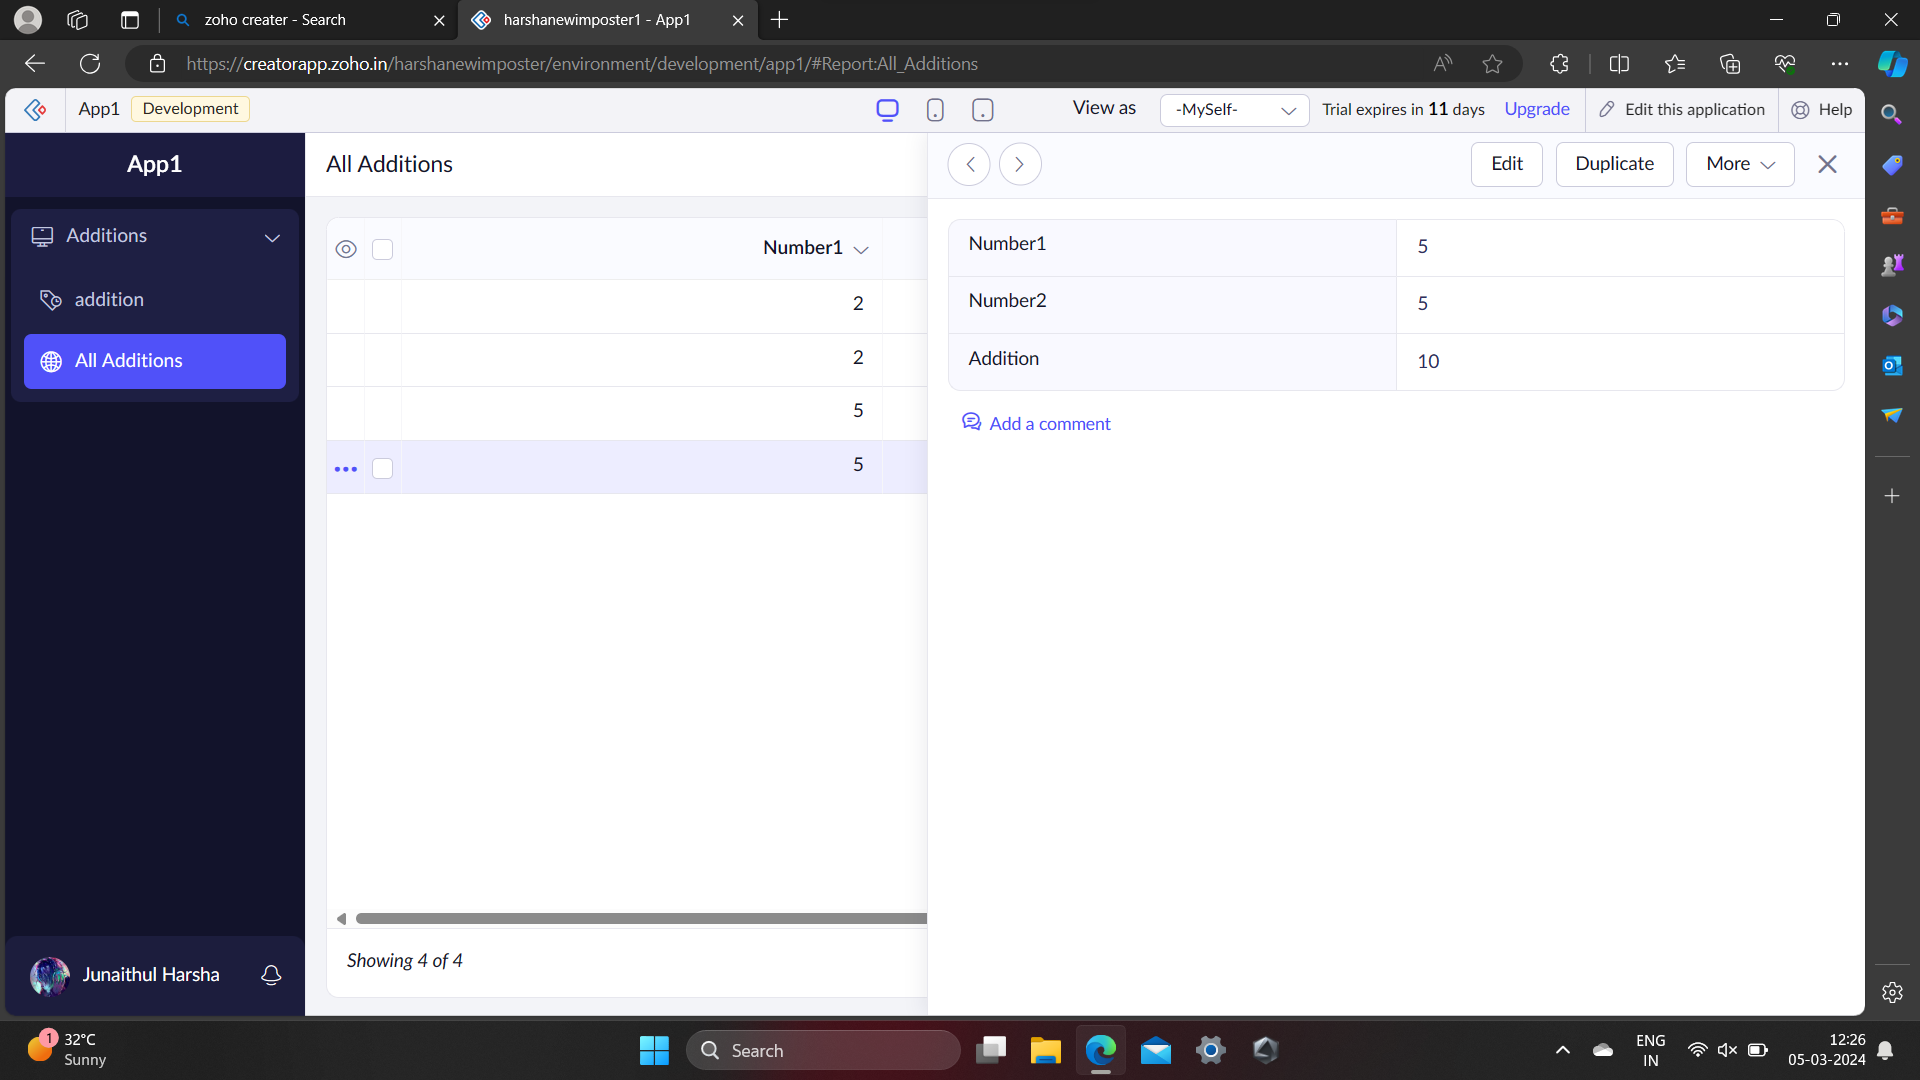 zoho creater - Search
harshanewimposter1 - App1
https://creatorapp.zoho.in/harshanewimposter/environment/development/app1/#Report:All_Additions
App1 Development View as -MySelf- Trial expires in 11 days Upgrade Edit this application Help
App1
Additions
addition
All Additions
Junaithul Harsha
All Additions
Number1
2
2
5
5
Showing 4 of 4
Edit Duplicate More
Number1 5
Number2 5
Addition 10
Add a comment
1
32°C
Sunny
Search
ENG
IN
12:26
05-03-2024